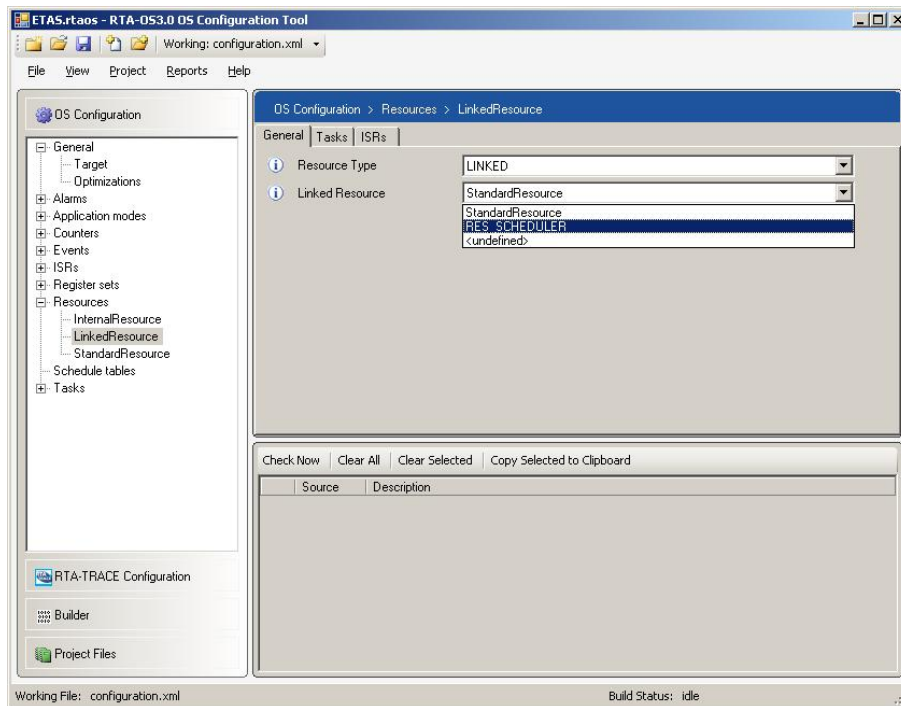 ETAS.rtaos - RTA-OS3.0 OS Configuration Tool
Working: configuration.xml
File View Project Reports Help
OS Configuration
General
Target
Optimizations
Alarms
Application modes
Counters
Events
ISRs
Register sets
Resources
InternalResource
LinkedResource
StandardResource
Schedule tables
Tasks
RTA-TRACE Configuration
Builder
Project Files
OS Configuration > Resources > LinkedResource
General Tasks ISRs
Resource Type LINKED
Linked Resource StandardResource
StandardResource
RES_SCHEDULER
<undefined>
Check Now Clear All Clear Selected Copy Selected to Clipboard
Source Description
Working File: configuration.xml Build Status: idle